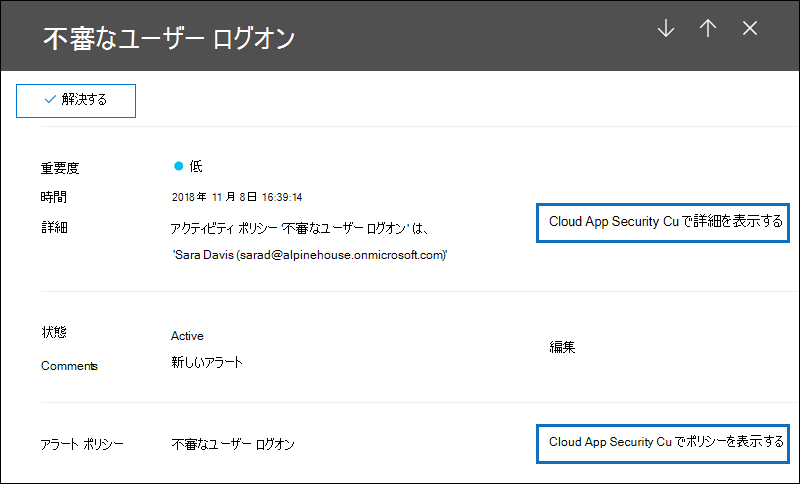 不審なユーザー ログオン
解決する
重要度 低
時間 2018年 11月 8日 16:39:14
詳細 アクティビティ ポリシー '不審なユーザー ログオン' は、
'Sara Davis (sarad@alpinehouse.onmicrosoft.com)'
Cloud App Security Cu で詳細を表示する
状態 Active
Comments 新しいアラート
編集
アラート ポリシー 不審なユーザー ログオン
Cloud App Security Cu でポリシーを表示する